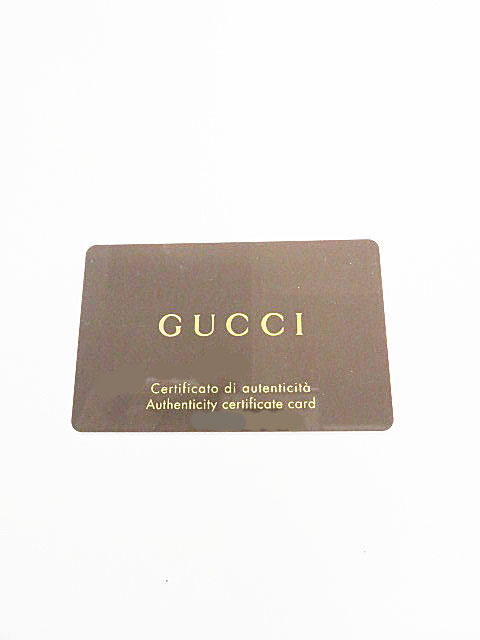 GUCCI
Certificato di autenticità
Authenticity certificate card